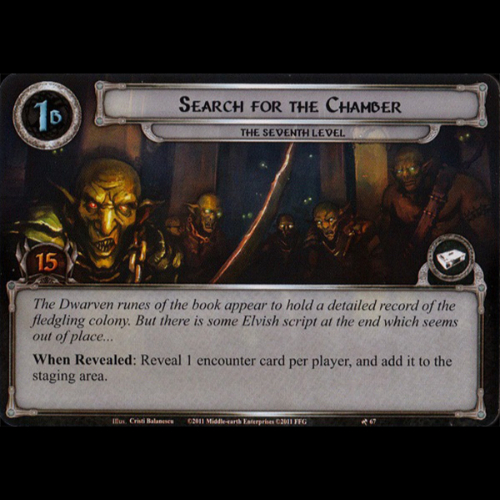 1B
SEARCH FOR THE CHAMBER
THE SEVENTH LEVEL
15
The Dwarven runes of the book appear to hold a detailed record of the
fledgling colony. But there is some Elvish script at the end which seems
out of place...
When Revealed: Reveal 1 encounter card per player, and add it to the
staging area.
Illus. Cristi Balanescu ©2011 Middle-earth Enterprises ©2011 FFG 67